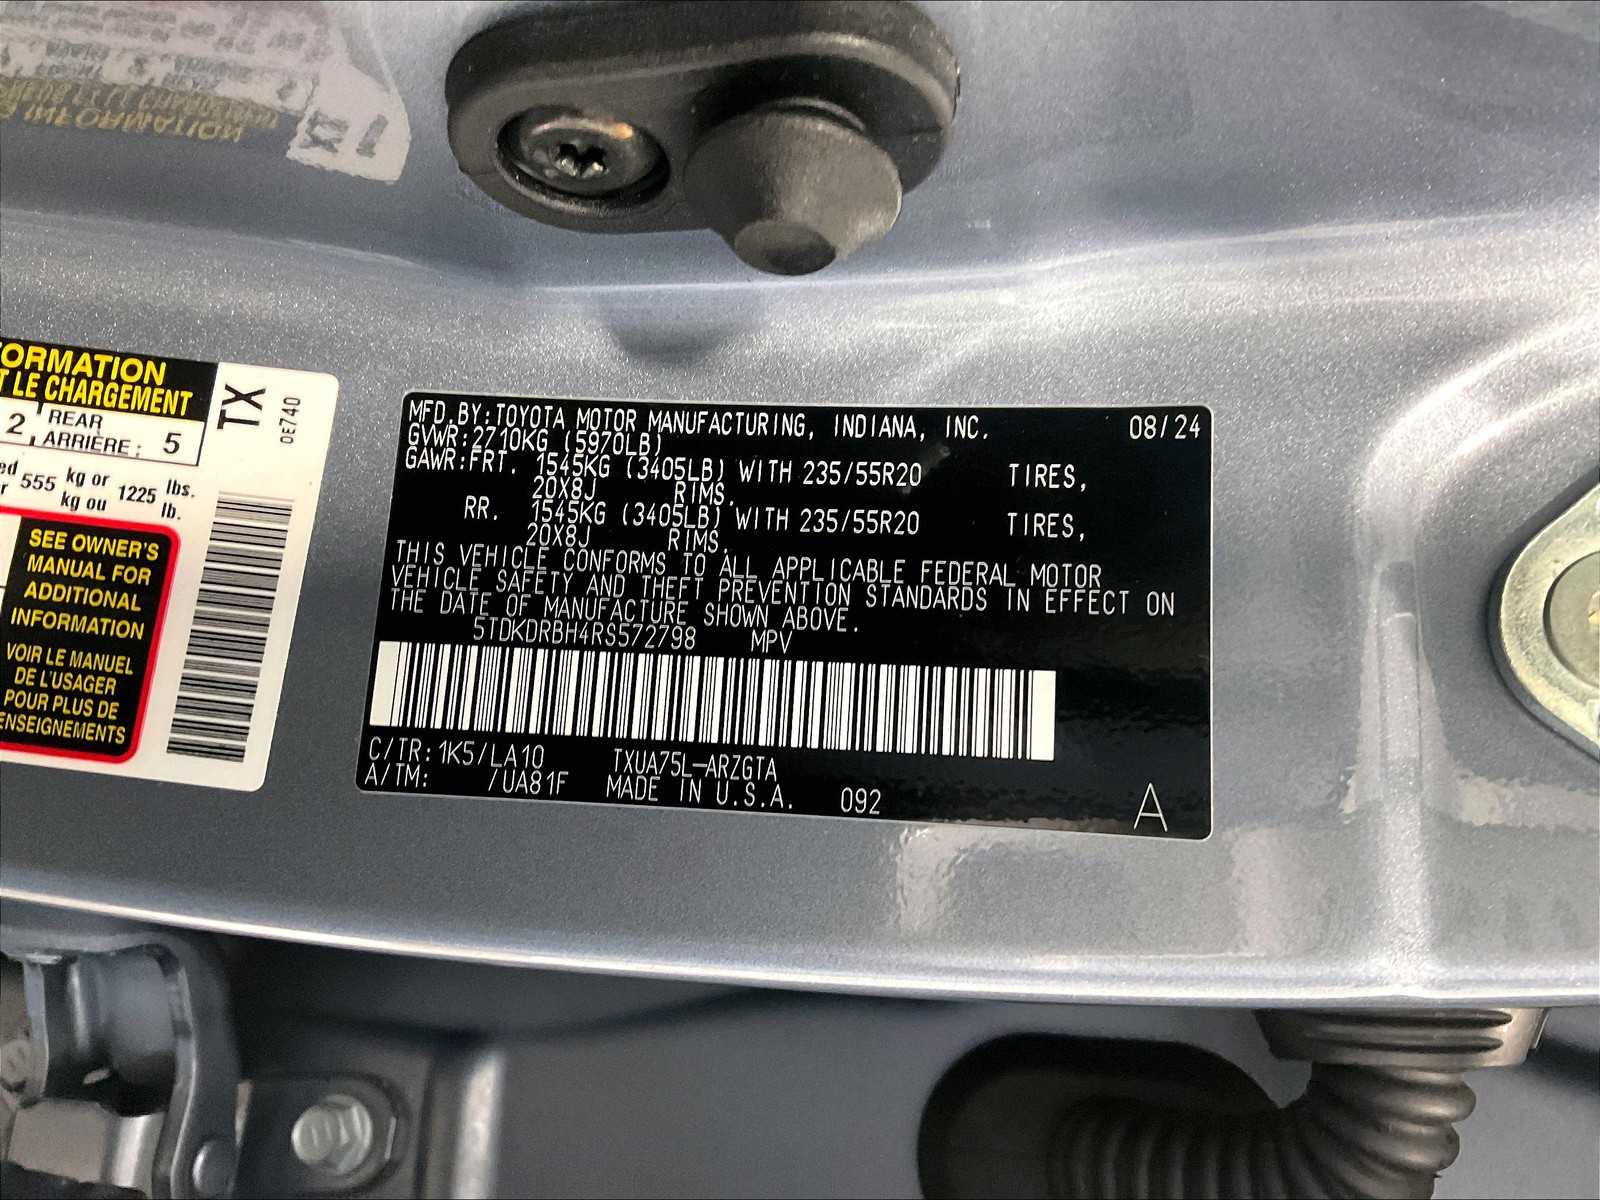 ORMATION
T LE CHARGEMENT
2, REAR
ARRIÈRE: 5
555 kg or 1225 lbs.
kg ou lb.
SEE OWNER'S
MANUAL FOR
ADDITIONAL
INFORMATION
VOIR LE MANUEL
DE L'USAGER
POUR PLUS DE
ENSEIGNEMENTS
TX
0E740
MFD.BY:TOYOTA MOTOR MANUFACTURING, INDIANA, INC. 08/24
GVWR:2710KG (5970LB)
GAWR:FRT. 1545KG (3405LB) WITH 235/55R20 TIRES,
20X8J RIMS.
RR. 1545KG (3405LB) WITH 235/55R20 TIRES,
20X8J RIMS.
THIS VEHICLE CONFORMS TO ALL APPLICABLE FEDERAL MOTOR
VEHICLE SAFETY AND THEFT PREVENTION STANDARDS IN EFFECT ON
THE DATE OF MANUFACTURE SHOWN ABOVE.
5TDKDRBH4RS572798 MPV
C/TR:1K5/LA10 TXUA75L-ARZGTA
A/TM: /UA81F MADE IN U.S.A. 092
A